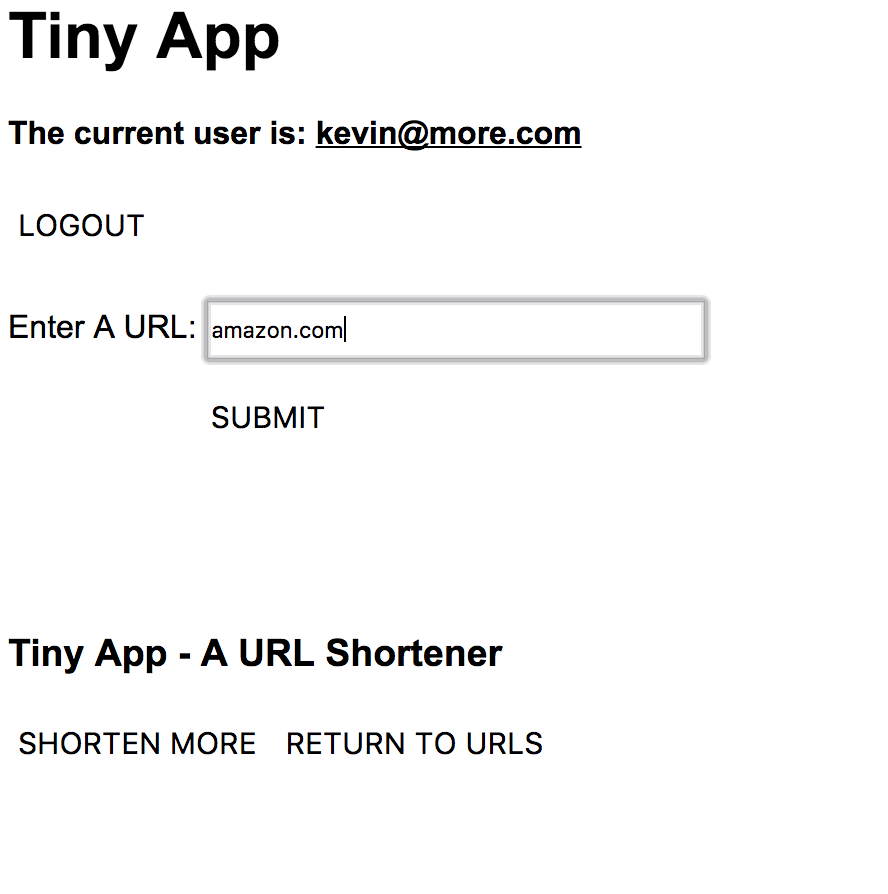 Tiny App
The current user is: kevin@more.com
LOGOUT
Enter A URL: amazon.com
SUBMIT
Tiny App - A URL Shortener
SHORTEN MORE RETURN TO URLS